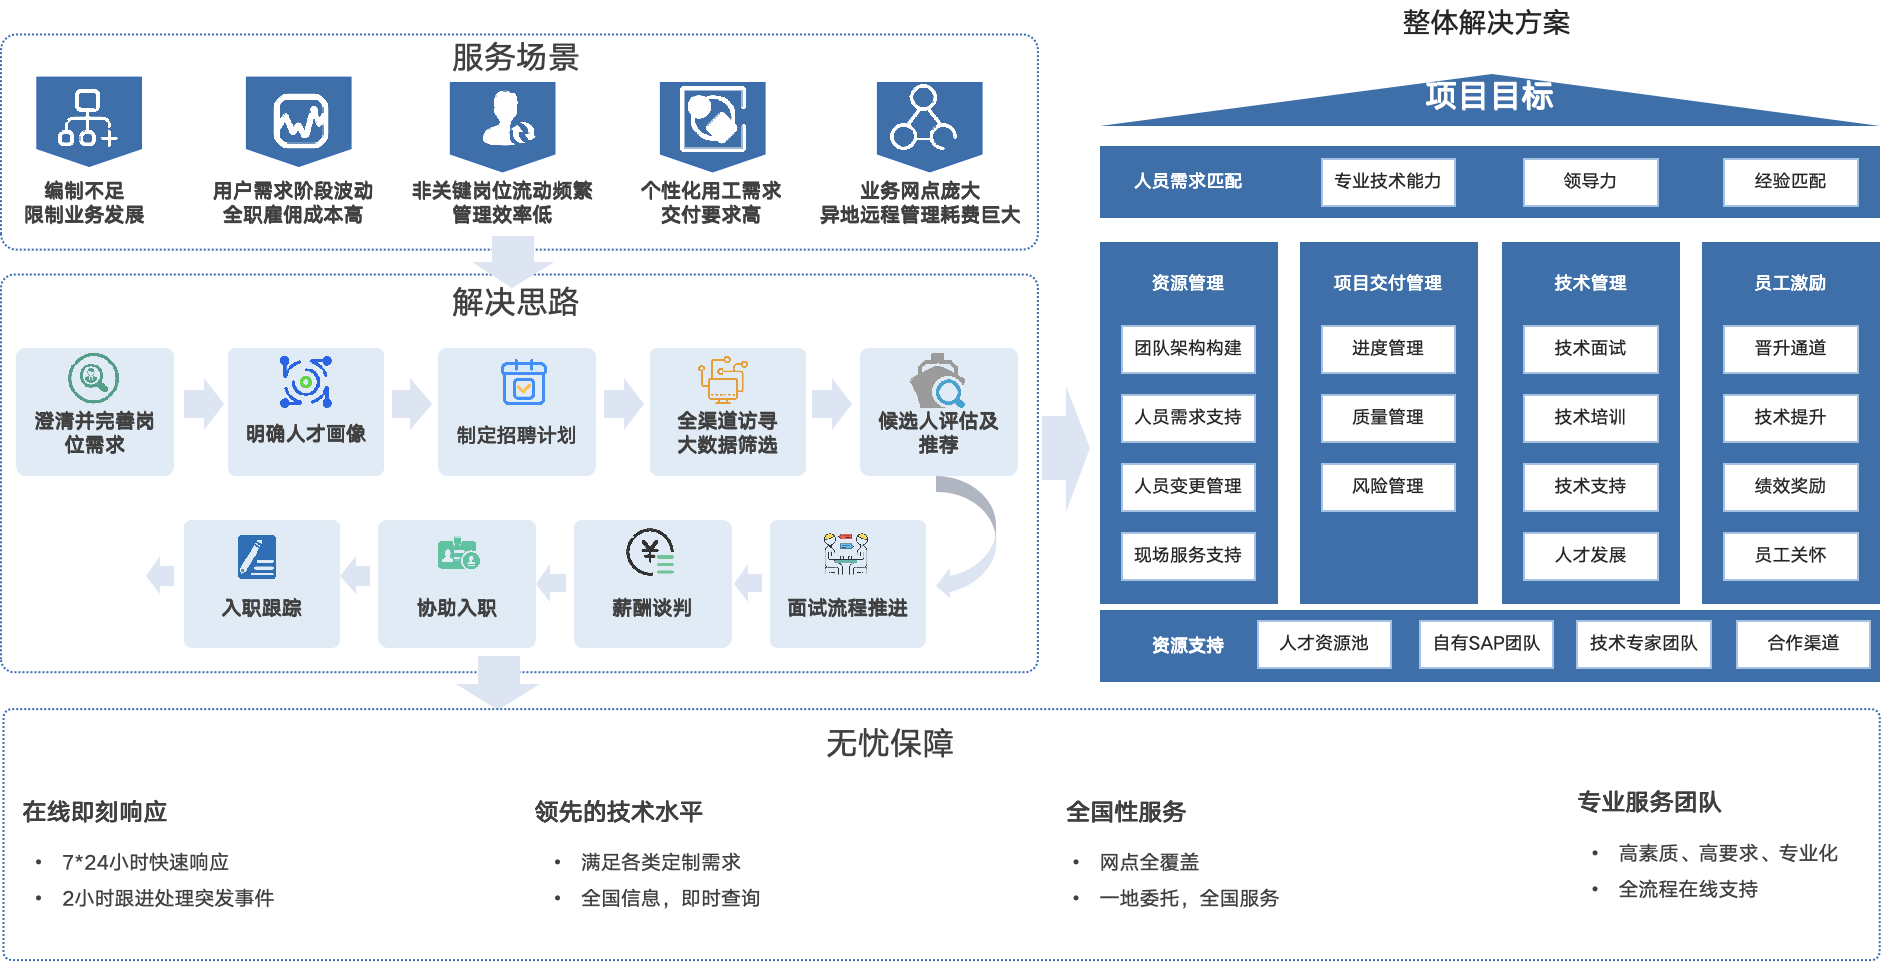 服务场景
编制不足
限制业务发展
用户需求阶段波动
全职雇佣成本高
非关键岗位流动频繁
管理效率低
个性化用工需求
交付要求高
业务网点庞大
异地远程管理耗费巨大
解决思路
澄清并完善岗
位需求
明确人才画像
制定招聘计划
全渠道访寻
大数据筛选
候选人评估及
推荐
面试流程推进
薪酬谈判
协助入职
入职跟踪
整体解决方案
项目目标
人员需求匹配
专业技术能力
领导力
经验匹配
资源管理
团队架构构建
人员需求支持
人员变更管理
现场服务支持
项目交付管理
进度管理
质量管理
风险管理
技术管理
技术面试
技术培训
技术支持
人才发展
员工激励
晋升通道
技术提升
绩效奖励
员工关怀
资源支持
人才资源池
自有SAP团队
技术专家团队
合作渠道
无忧保障
在线即刻响应
• 7*24小时快速响应
• 2小时跟进处理突发事件
领先的技术水平
• 满足各类定制需求
• 全国信息，即时查询
全国性服务
• 网点全覆盖
• 一地委托，全国服务
专业服务团队
• 高素质、高要求、专业化
• 全流程在线支持